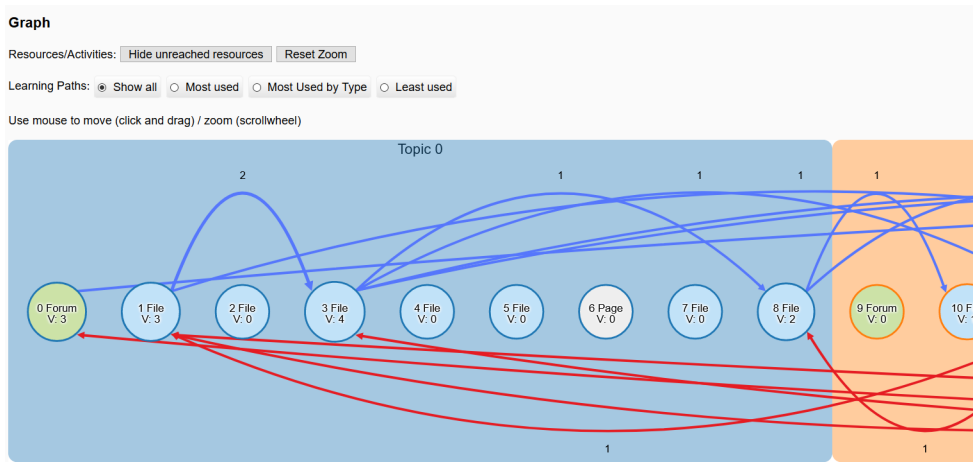 Graph
Resources/Activities: Hide unreached resources Reset Zoom
Learning Paths: Show all Most used Most Used by Type Least used
Use mouse to move (click and drag) / zoom (scrollwheel)
Topic 0
2 1 1 1 1
0 Forum 1 File 2 File 3 File 4 File 5 File 6 Page 7 File 8 File 9 Forum 10 F
V: 3 V: 3 V: 0 V: 4 V: 0 V: 0 V: 0 V: 0 V: 2 V: 0 V:
1 1